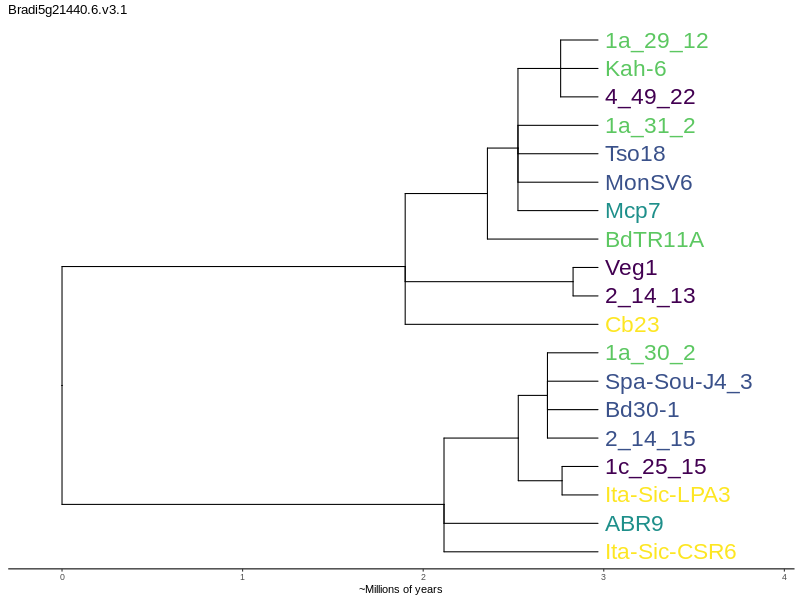 Bradi5g21440.6.v3.1
1a_29_12
Kah-6
4_49_22
1a_31_2
Tso18
MonSV6
Mcp7
BdTR11A
Veg1
2_14_13
Cb23
1a_30_2
Spa-Sou-J4_3
Bd30-1
2_14_15
1c_25_15
Ita-Sic-LPA3
ABR9
Ita-Sic-CSR6
0 1 2 3 4
~Millions of years